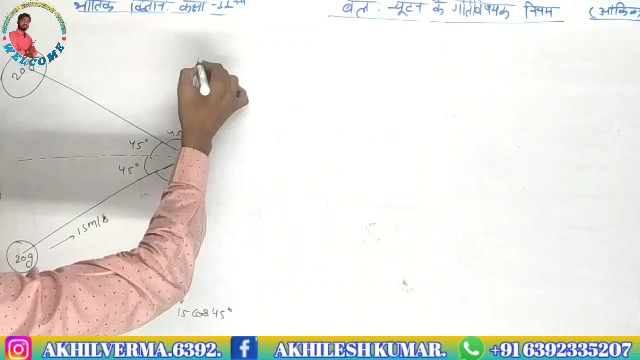 भौतिक विज्ञान कक्षा -11th
बल न्यूटन के गतिविषयक नियम (आंकिक
WELCOME
20g
45°
45
45°
15m/s
20g
15 cos 45°
AKHILVERMA.6392. AKHILESH KUMAR. +91 6392335207